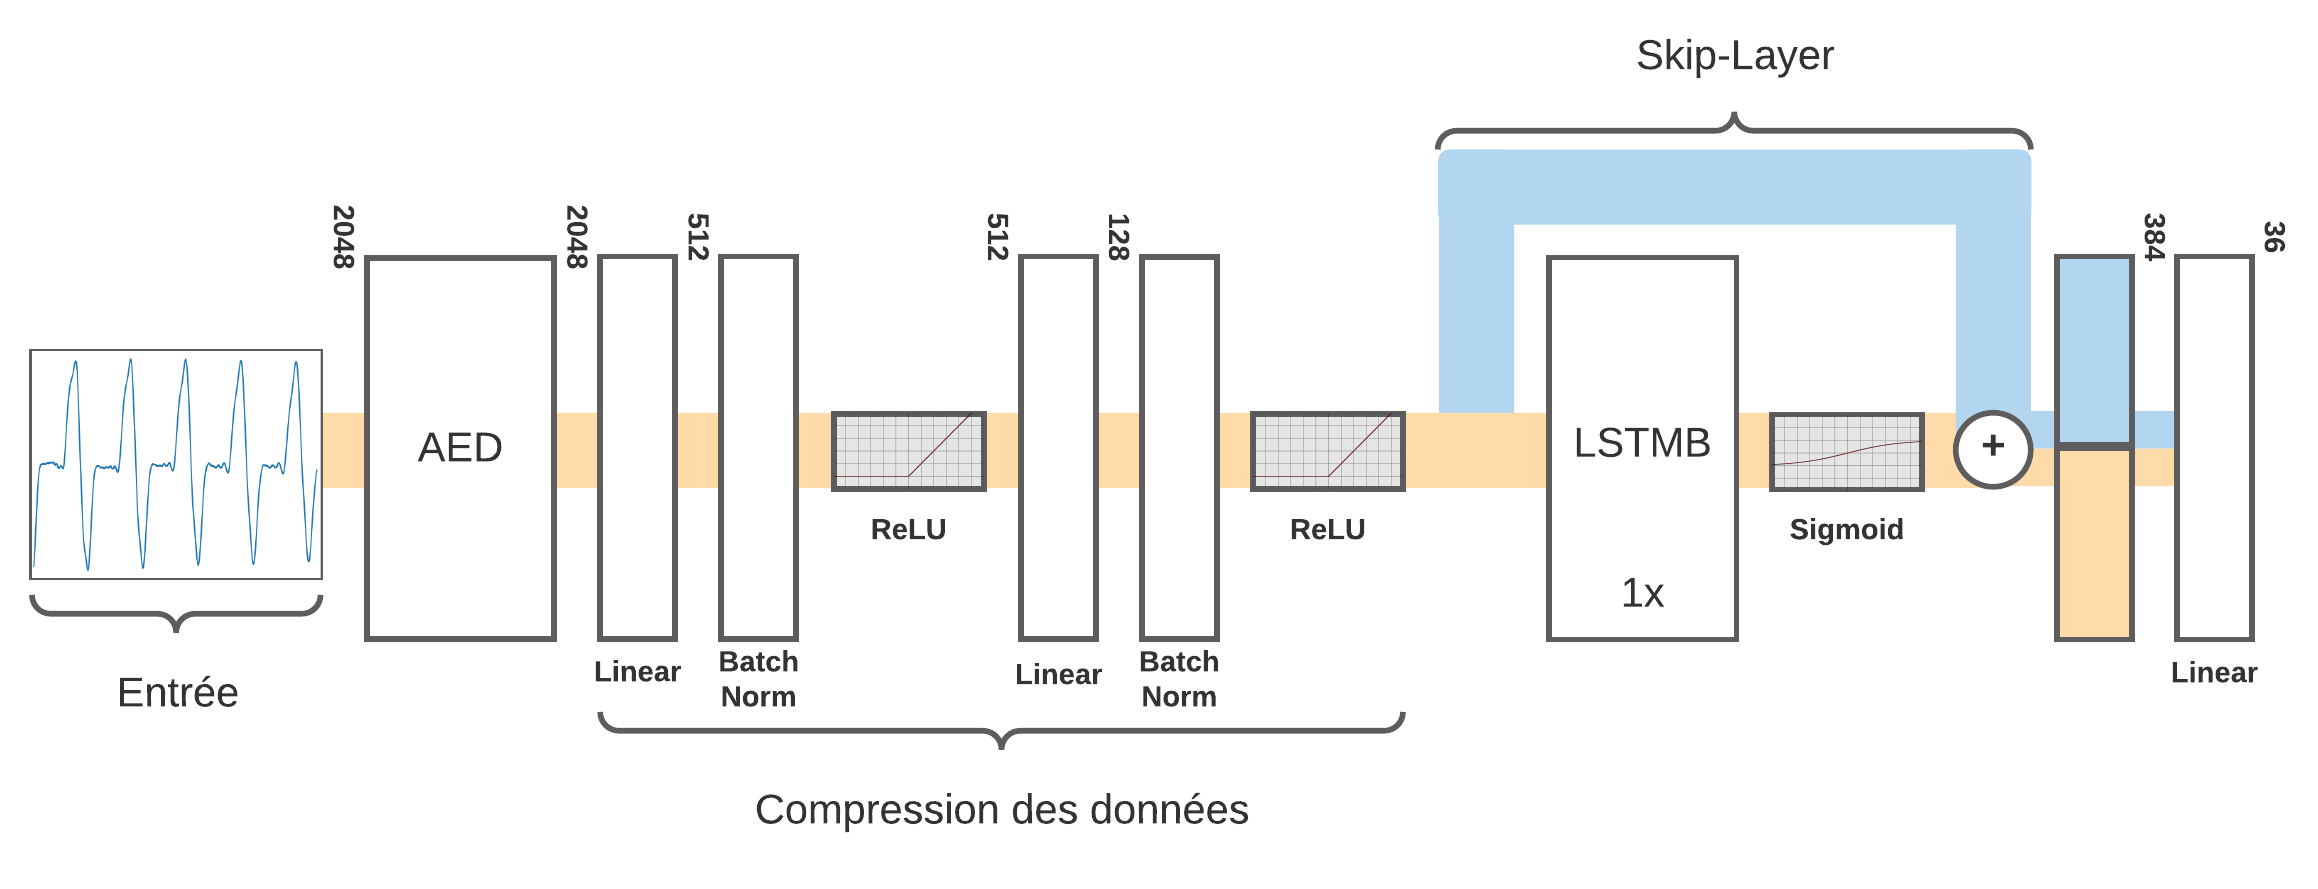 Skip-Layer
2048
2048
512
512
128
384
36
AED
LSTMB
1x
+
ReLU
ReLU
Sigmoid
Entrée
Linear
Batch
Norm
Linear
Batch
Norm
Linear
Compression des données